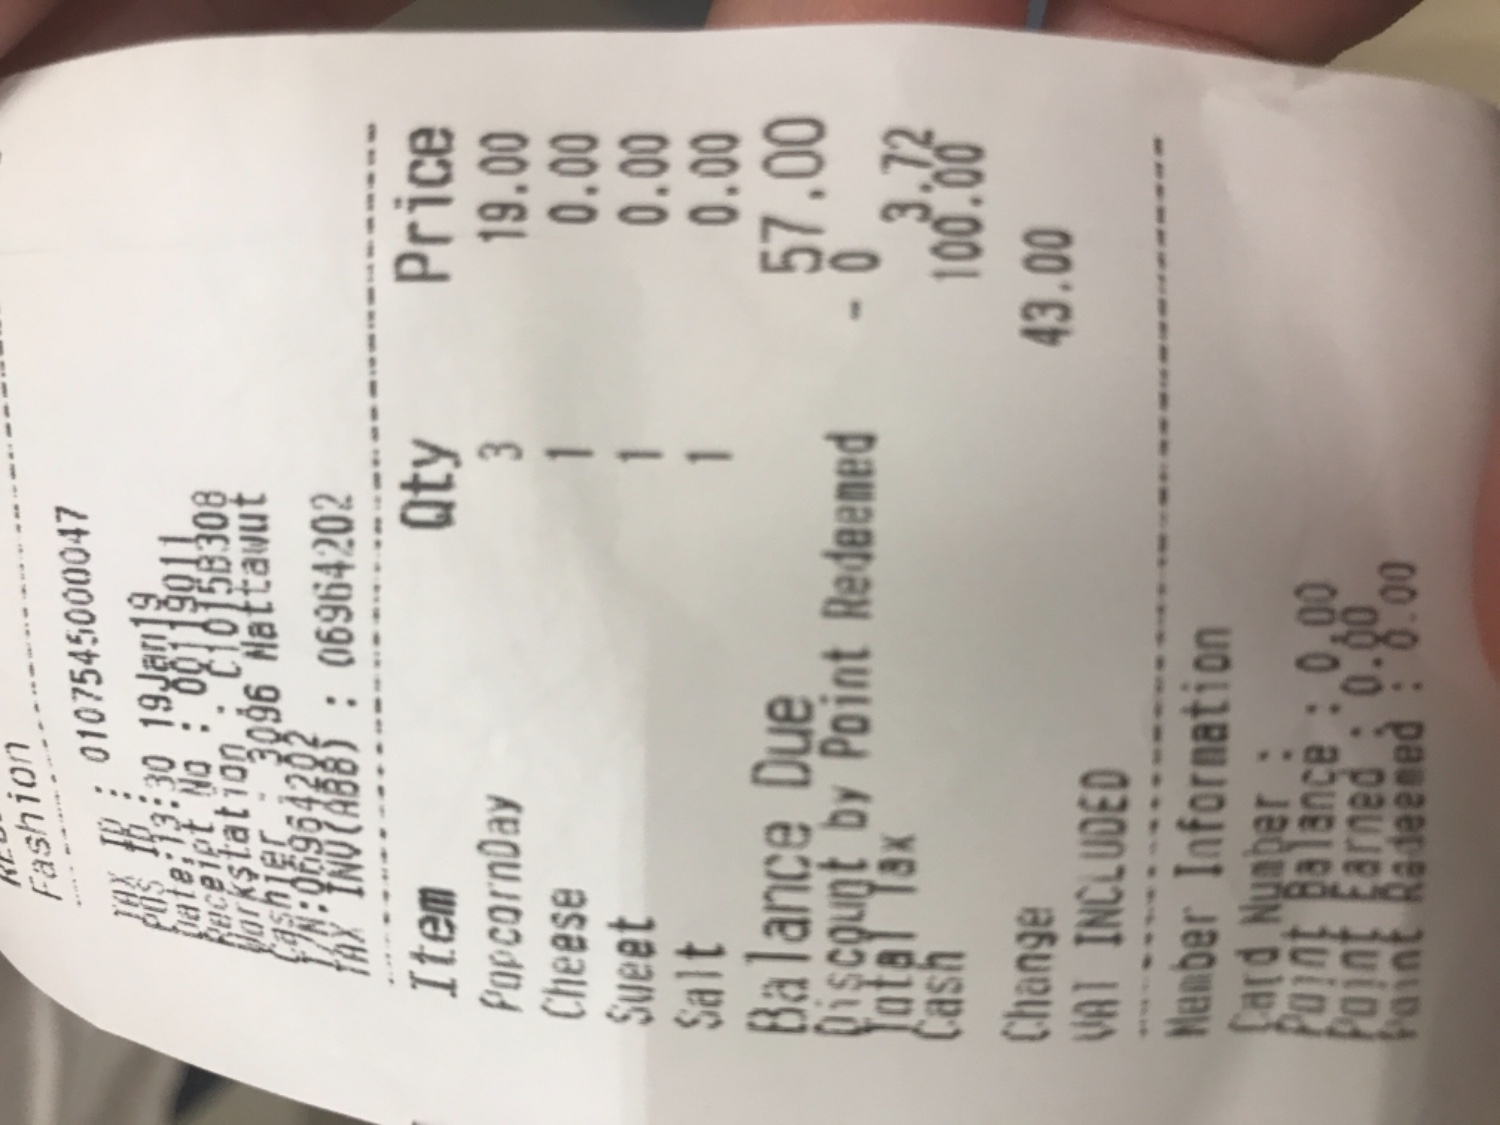 Fashion
TAX ID : 0107545000047
POS ID :
Date:13:30 19Jan19
Receipt No : 00119011
Workstation : C1015B308
Cashier : 3096 Nattawut
T/N:06964202
TAX INV(ABB) : 06964202
Item Qty Price
PopcornDay 3 19.00
Cheese 1 0.00
Sweet 1 0.00
Salt 1 0.00
Balance Due 57.00
Discount by Point Redeemed - 0
Total Tax 3.72
Cash 100.00
Change 43.00
VAT INCLUDED
Member Information
Card Number :
Point Balance : 0.00
Point Earned : 0.00
Point Redeemed : 0.00